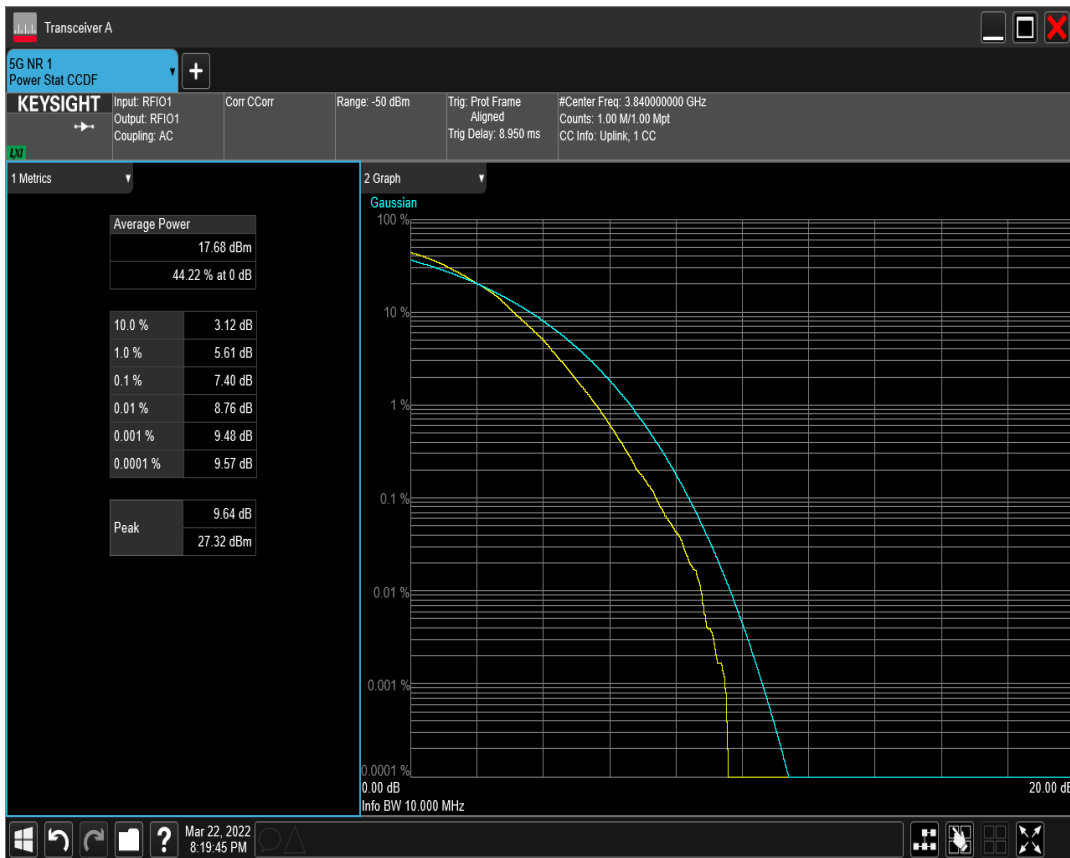 Transceiver A
5G NR 1
Power Stat CCDF
KEYSIGHT
LXI
Input: RFIO1
Output: RFIO1
Coupling: AC
Corr CCorr
Range: -50 dBm
Trig: Prot Frame
Aligned
Trig Delay: 8.950 ms
#Center Freq: 3.840000000 GHz
Counts: 1.00 M/1.00 Mpt
CC Info: Uplink, 1 CC
1 Metrics
Average Power
17.68 dBm
44.22 % at 0 dB
10.0 % 3.12 dB
1.0 % 5.61 dB
0.1 % 7.40 dB
0.01 % 8.76 dB
0.001 % 9.48 dB
0.0001 % 9.57 dB
Peak
9.64 dB
27.32 dBm
2 Graph
Gaussian
100 %
10 %
1 %
0.1 %
0.01 %
0.001 %
0.0001 %
0.00 dB 20.00 dB
Info BW 10.000 MHz
Mar 22, 2022
8:19:45 PM